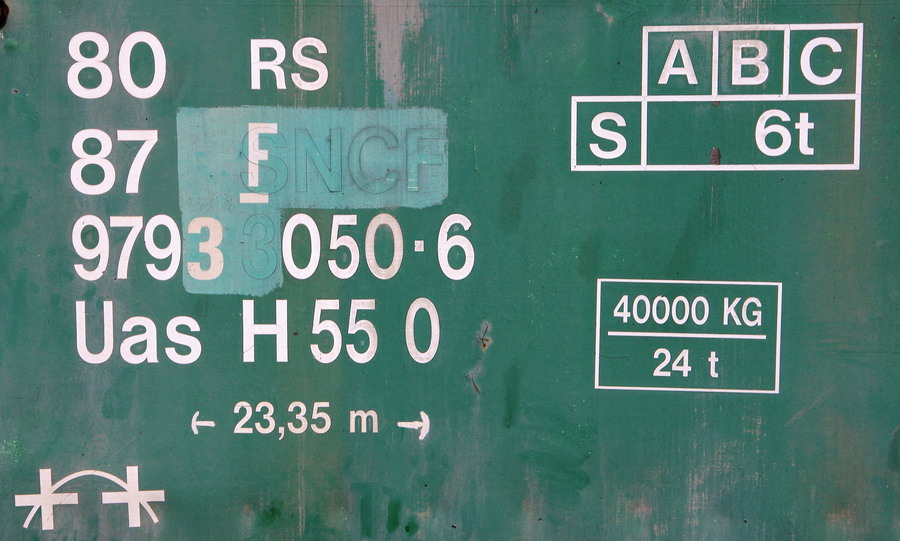 80 RS
87 F SNCF
9793 3050-6
Uas H 55 0
23,35 m
A B C
S 6t
40000 KG
24 t